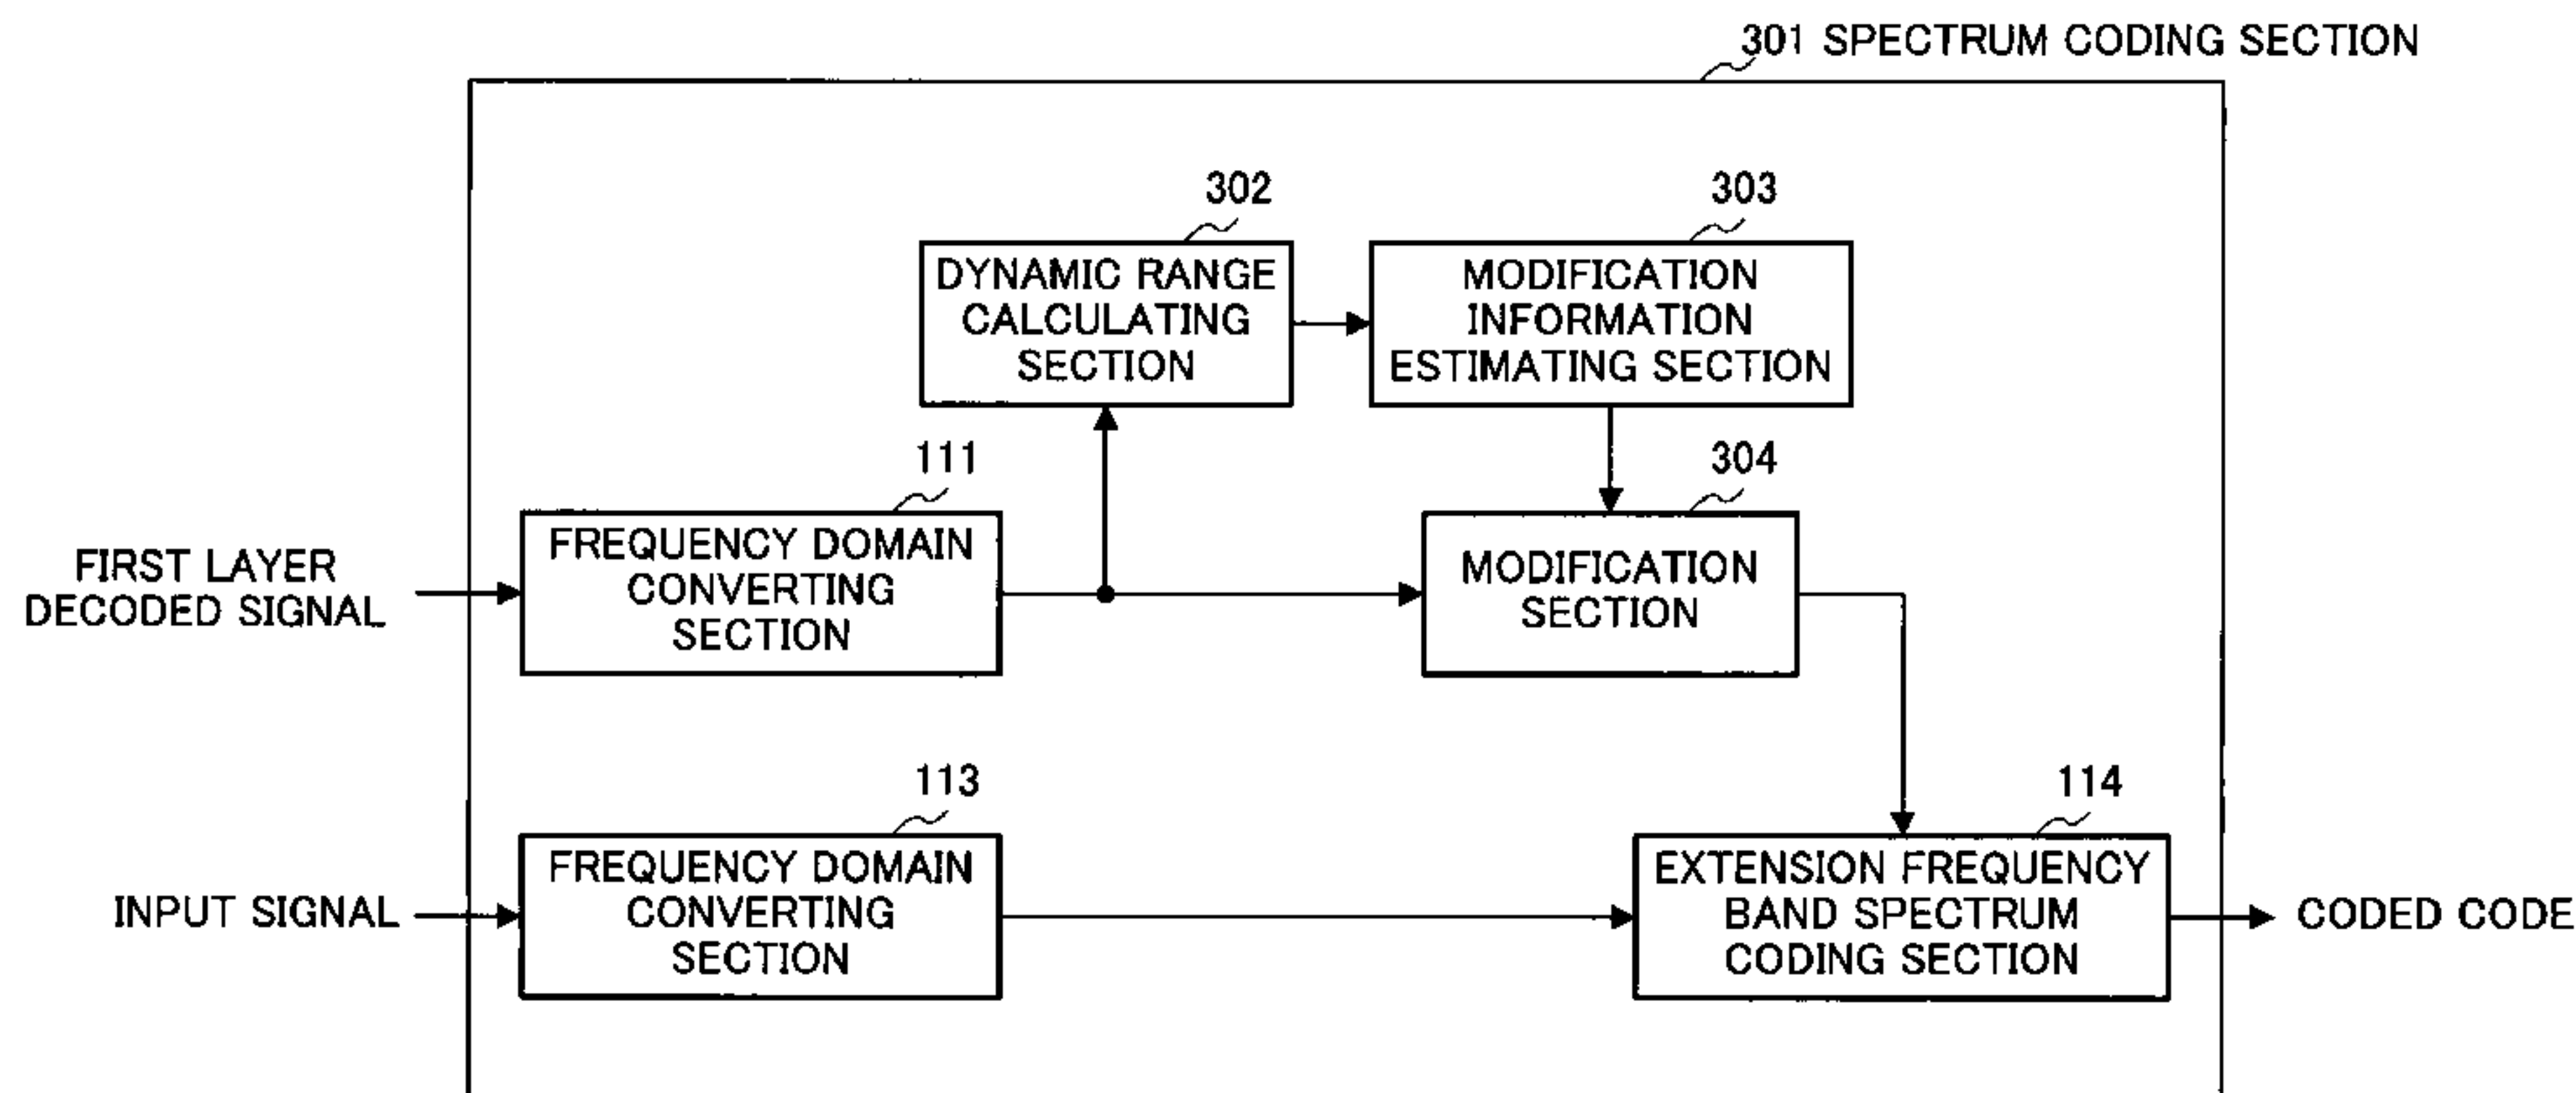 301 SPECTRUM CODING SECTION
302
DYNAMIC RANGE
CALCULATING
SECTION
303
MODIFICATION
INFORMATION
ESTIMATING SECTION
FIRST LAYER
DECODED SIGNAL
111
FREQUENCY DOMAIN
CONVERTING
SECTION
304
MODIFICATION
SECTION
INPUT SIGNAL
113
FREQUENCY DOMAIN
CONVERTING
SECTION
114
EXTENSION FREQUENCY
BAND SPECTRUM
CODING SECTION
CODED CODE